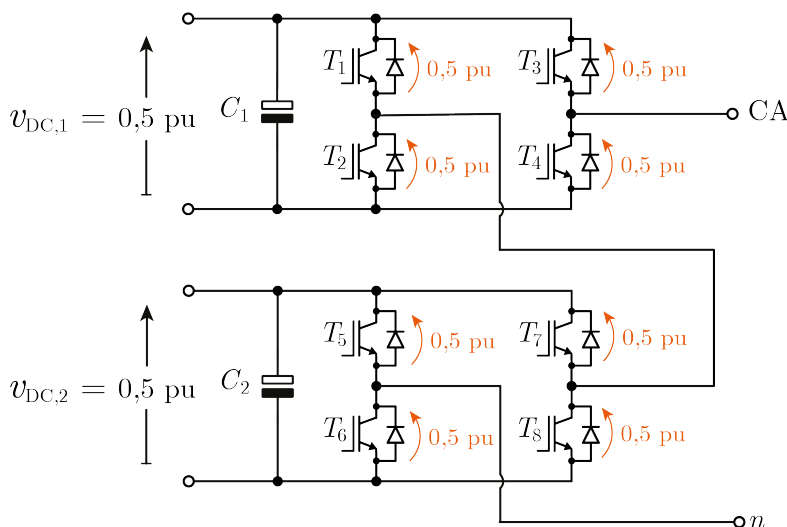 T1 0,5 pu T3 0,5 pu
vDC,1 = 0,5 pu C1 CA
T2 0,5 pu T4 0,5 pu
T5 0,5 pu T7 0,5 pu
vDC,2 = 0,5 pu C2
T6 0,5 pu T8 0,5 pu
n